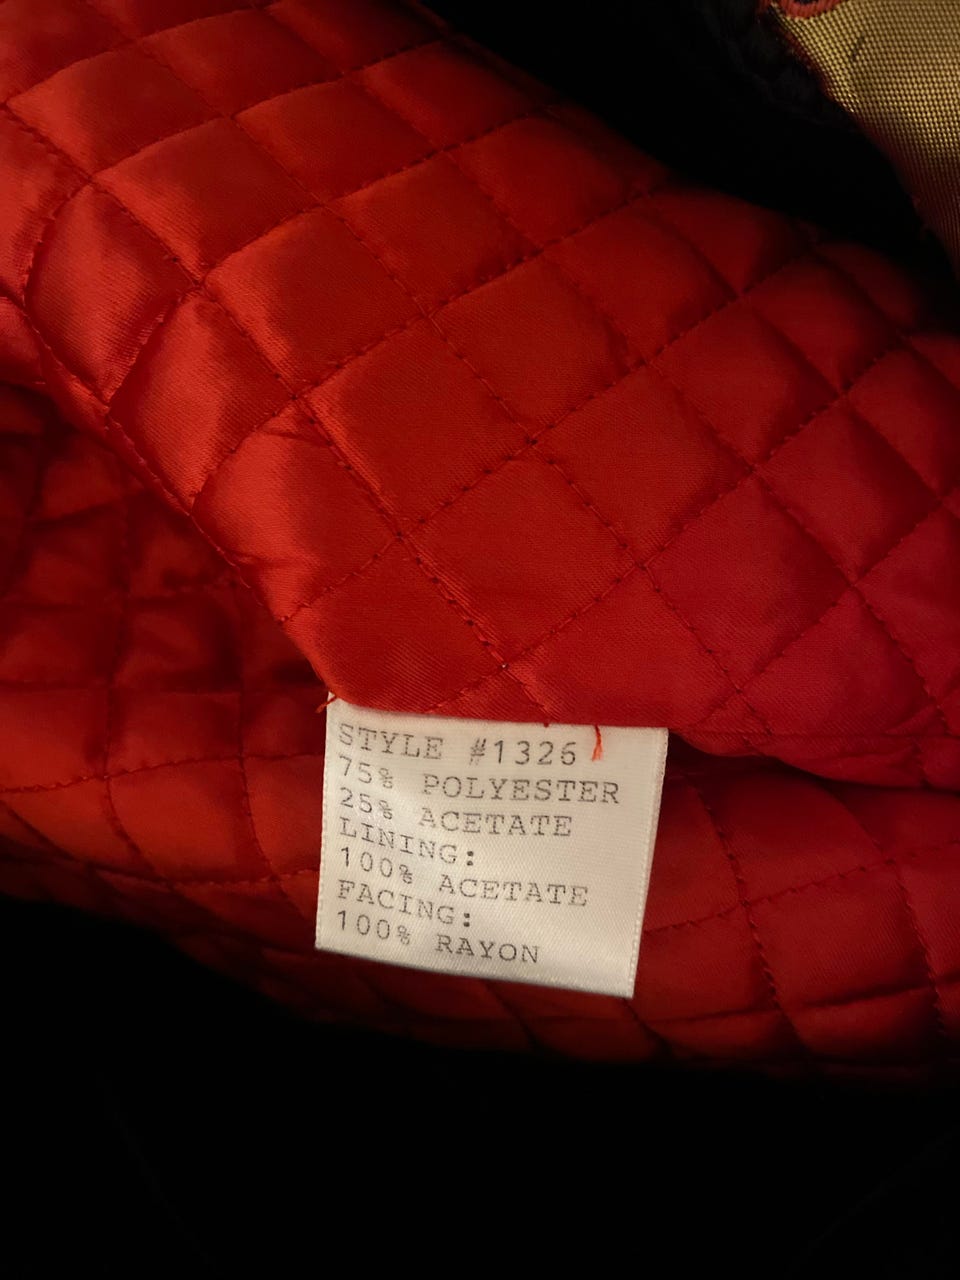 STYLE #1326
75% POLYESTER
25% ACETATE
LINING:
100% ACETATE
FACING:
100% RAYON